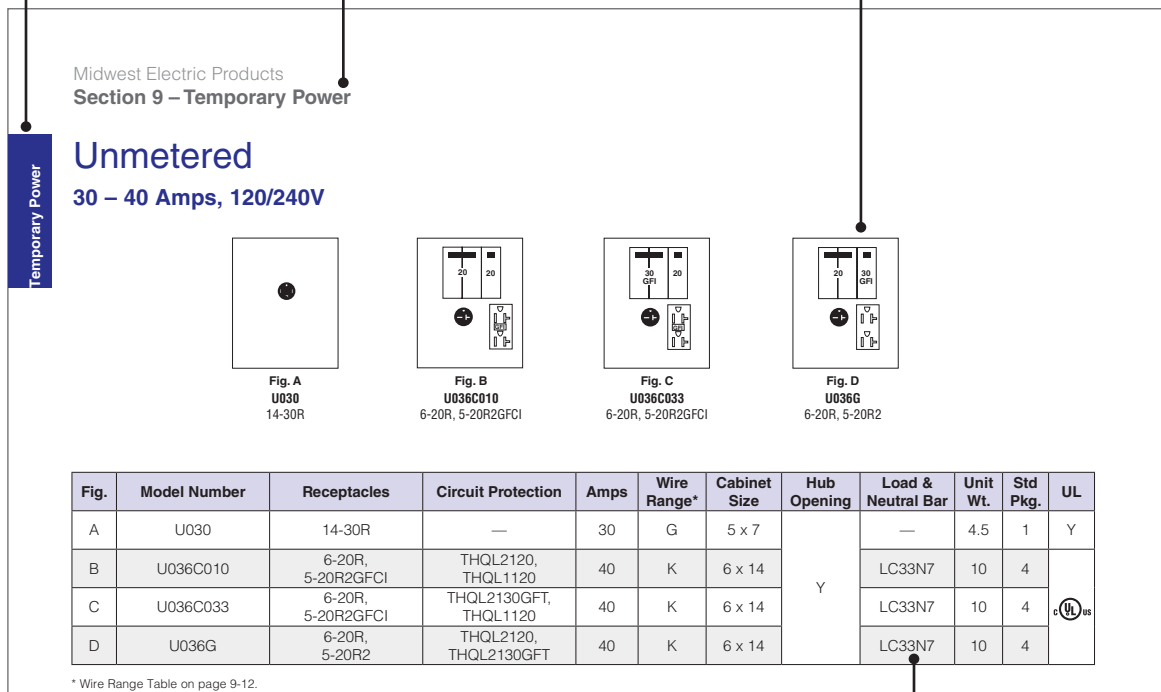 Midwest Electric Products
Section 9 – Temporary Power
Temporary Power
Unmetered
30 – 40 Amps, 120/240V
20 20
GFI
30 GFI 20
GFI
20 30 GFI
Fig. A
U030
14-30R
Fig. B
U036C010
6-20R, 5-20R2GFCI
Fig. C
U036C033
6-20R, 5-20R2GFCI
Fig. D
U036G
6-20R, 5-20R2
Fig. Model Number Receptacles Circuit Protection Amps Wire Range* Cabinet Size Hub Opening Load & Neutral Bar Unit Wt. Std Pkg. UL
A U030 14-30R — 30 G 5 x 7 Y — 4.5 1 Y
B U036C010 6-20R, 5-20R2GFCI THQL2120, THQL1120 40 K 6 x 14 LC33N7 10 4
C U036C033 6-20R, 5-20R2GFCI THQL2130GFT, THQL1120 40 K 6 x 14 LC33N7 10 4 c UL us
D U036G 6-20R, 5-20R2 THQL2120, THQL2130GFT 40 K 6 x 14 LC33N7 10 4
* Wire Range Table on page 9-12.